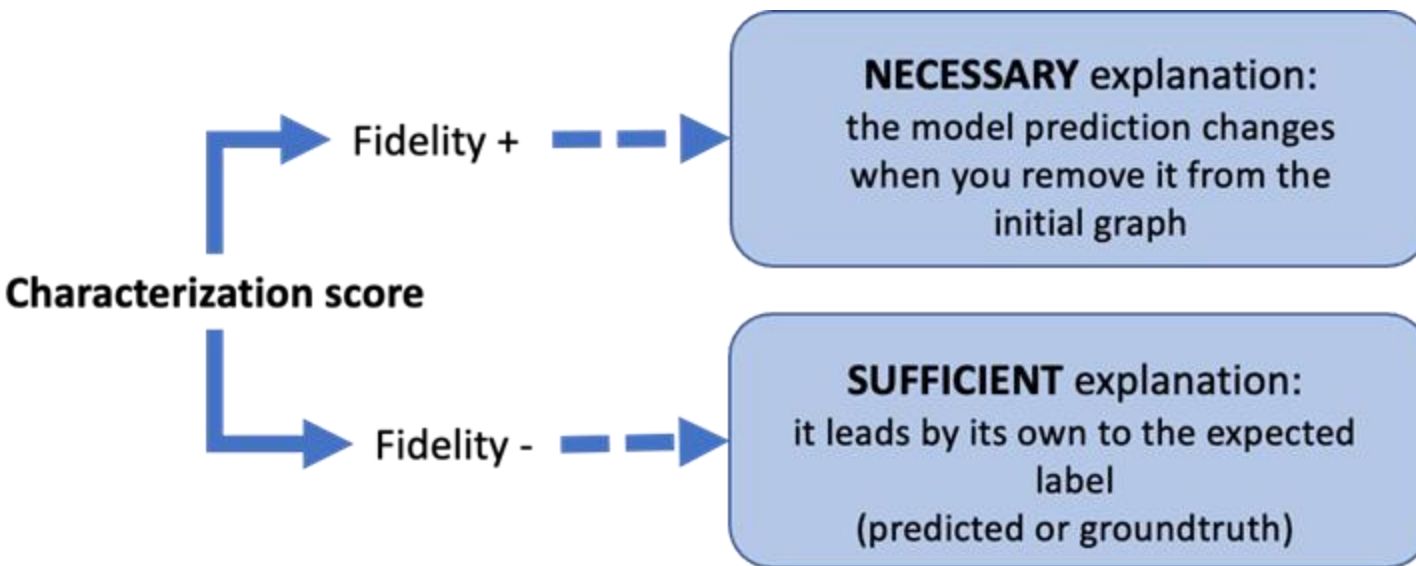 NECESSARY explanation:
the model prediction changes
when you remove it from the
initial graph
Fidelity +
Characterization score
SUFFICIENT explanation:
it leads by its own to the expected
label
(predicted or groundtruth)
Fidelity -